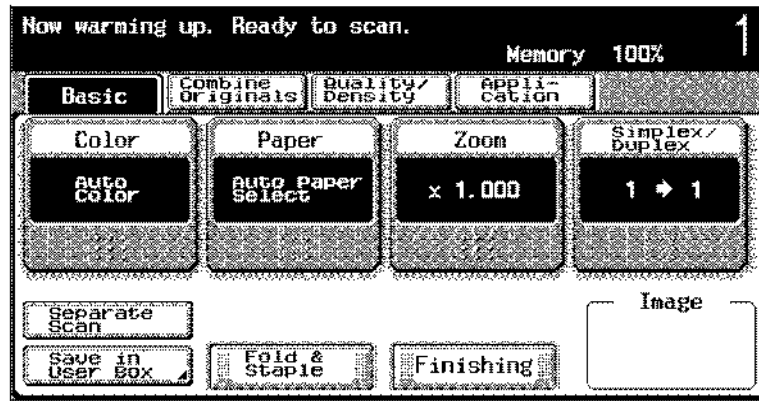 Now warming up. Ready to scan.
Memory 100%
1
Basic
Combine
Originals
Quality/
Density
Appli-
cation
Color
Paper
Zoom
Simplex/
Duplex
Auto
Color
Auto Paper
Select
x 1.000
1 ➔ 1
Separate
Scan
Image
Save in
User Box
Fold &
Staple
Finishing